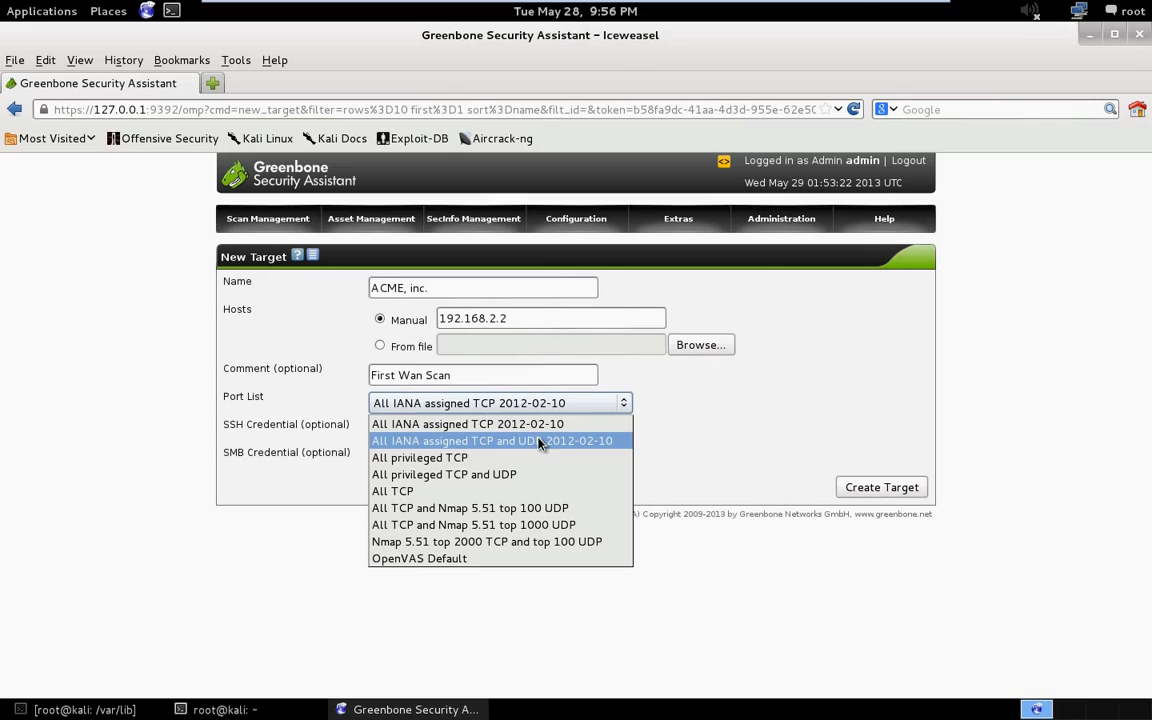 Applications Places Tue May 28, 9:56 PM root
Greenbone Security Assistant - Iceweasel
File Edit View History Bookmarks Tools Help
Greenbone Security Assistant
https://127.0.0.1:9392/omp?cmd=new_target&filter=rows%3D10 first%3D1 sort%3Dname&filt_id=&token=b58fa9dc-41aa-4d3d-955e-62e50 Google
Most Visited Offensive Security Kali Linux Kali Docs Exploit-DB Aircrack-ng
Greenbone
Security Assistant
Logged in as Admin admin | Logout
Wed May 29 01:53:22 2013 UTC
Scan Management Asset Management SecInfo Management Configuration Extras Administration Help
New Target ?
Name ACME, inc.
Hosts Manual 192.168.2.2
From file Browse...
Comment (optional) First Wan Scan
Port List All IANA assigned TCP 2012-02-10
SSH Credential (optional) All IANA assigned TCP 2012-02-10
All IANA assigned TCP and UDP 2012-02-10
SMB Credential (optional) All privileged TCP
All privileged TCP and UDP
All TCP Create Target
All TCP and Nmap 5.51 top 100 UDP
A) Copyright 2009-2013 by Greenbone Networks GmbH, www.greenbone.net
All TCP and Nmap 5.51 top 1000 UDP
Nmap 5.51 top 2000 TCP and top 100 UDP
OpenVAS Default
[root@kali: /var/lib] root@kali: ~ Greenbone Security A...